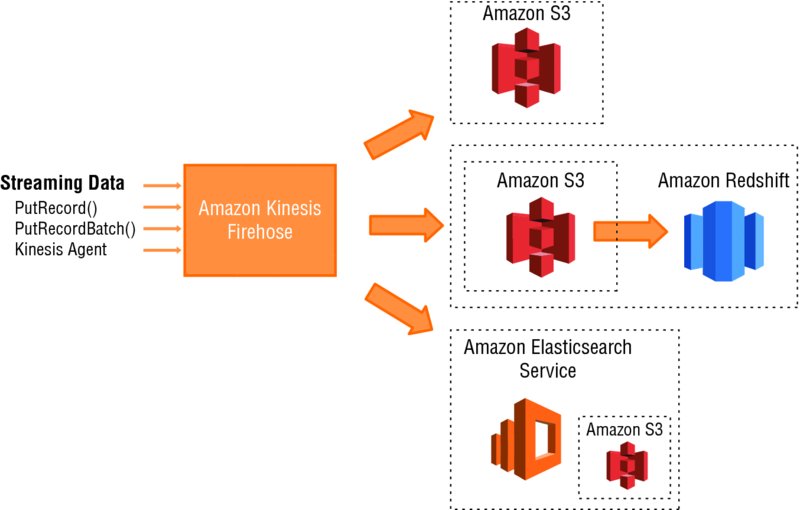 Streaming Data
PutRecord()
PutRecordBatch()
Kinesis Agent
Amazon Kinesis
Firehose
Amazon S3
Amazon S3
Amazon Redshift
Amazon Elasticsearch
Service
Amazon S3